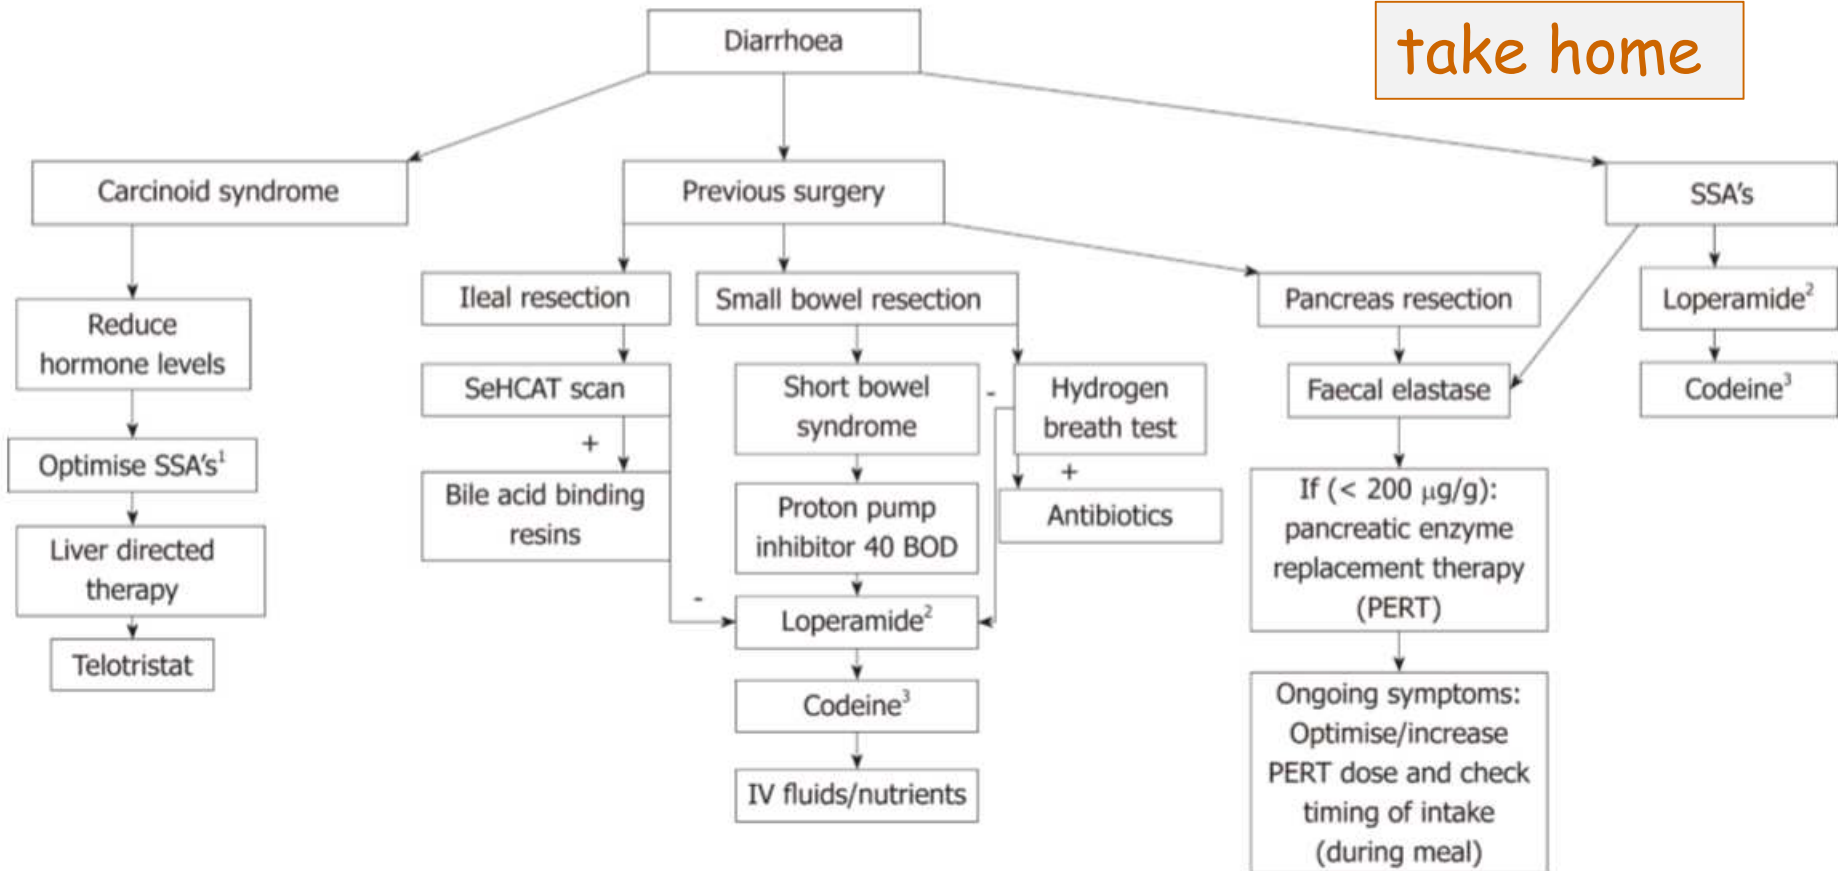 Diarrhoea
take home
Carcinoid syndrome
Previous surgery
SSA's
Reduce
hormone levels
Optimise SSA's¹
Liver directed
therapy
Telotristat
Ileal resection
SeHCAT scan
+
Bile acid binding
resins
-
Small bowel resection
Short bowel
syndrome
Proton pump
inhibitor 40 BOD
Loperamide²
Codeine³
IV fluids/nutrients
-
Hydrogen
breath test
+
Antibiotics
Pancreas resection
Faecal elastase
If (< 200 µg/g):
pancreatic enzyme
replacement therapy
(PERT)
Ongoing symptoms:
Optimise/increase
PERT dose and check
timing of intake
(during meal)
Loperamide²
Codeine³